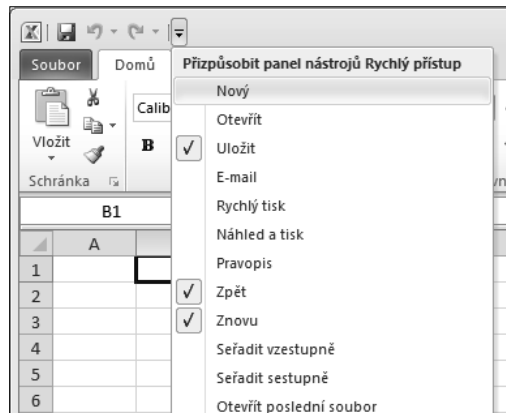 Soubor Domů
Přizpůsobit panel nástrojů Rychlý přístup
Nový
Otevřít
Uložit
E-mail
Rychlý tisk
Náhled a tisk
Pravopis
Zpět
Znovu
Seřadit vzestupně
Seřadit sestupně
Otevřít poslední soubor
Vložit
Calib
B
Schránka
B1
A
1
2
3
4
5
6